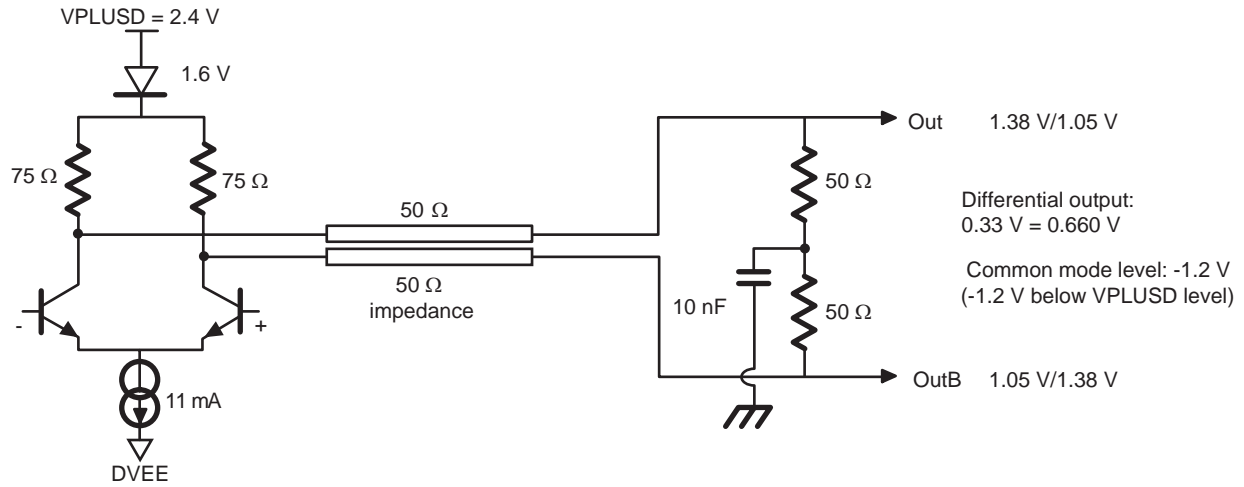 VPLUSD = 2.4 V
1.6 V
75 Ω
75 Ω
50 Ω
50 Ω
impedance
-
+
11 mA
DVEE
Out 1.38 V/1.05 V
50 Ω
10 nF
50 Ω
OutB 1.05 V/1.38 V
Differential output:
0.33 V = 0.660 V
Common mode level: -1.2 V
(-1.2 V below VPLUSD level)